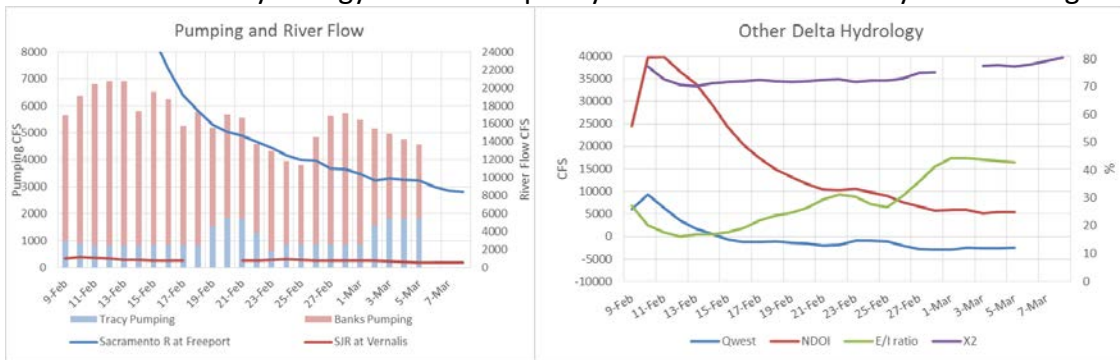 Pumping and River Flow
8000
7000
6000
5000
4000
3000
2000
1000
0
Pumping CFS
24000
22000
20000
18000
16000
14000
12000
10000
8000
6000
4000
2000
0
River Flow CFS
9-Feb
11-Feb
13-Feb
15-Feb
17-Feb
19-Feb
21-Feb
23-Feb
25-Feb
27-Feb
1-Mar
3-Mar
5-Mar
7-Mar
Tracy Pumping
Banks Pumping
Sacramento R at Freeport
SJR at Vernalis
Other Delta Hydrology
40000
35000
30000
25000
20000
15000
10000
5000
0
-5000
-10000
CFS
80
70
60
50
40
30
20
10
0
%
9-Feb
11-Feb
13-Feb
15-Feb
17-Feb
19-Feb
21-Feb
23-Feb
25-Feb
27-Feb
1-Mar
3-Mar
5-Mar
7-Mar
Qwest
NDOI
E/I ratio
X2